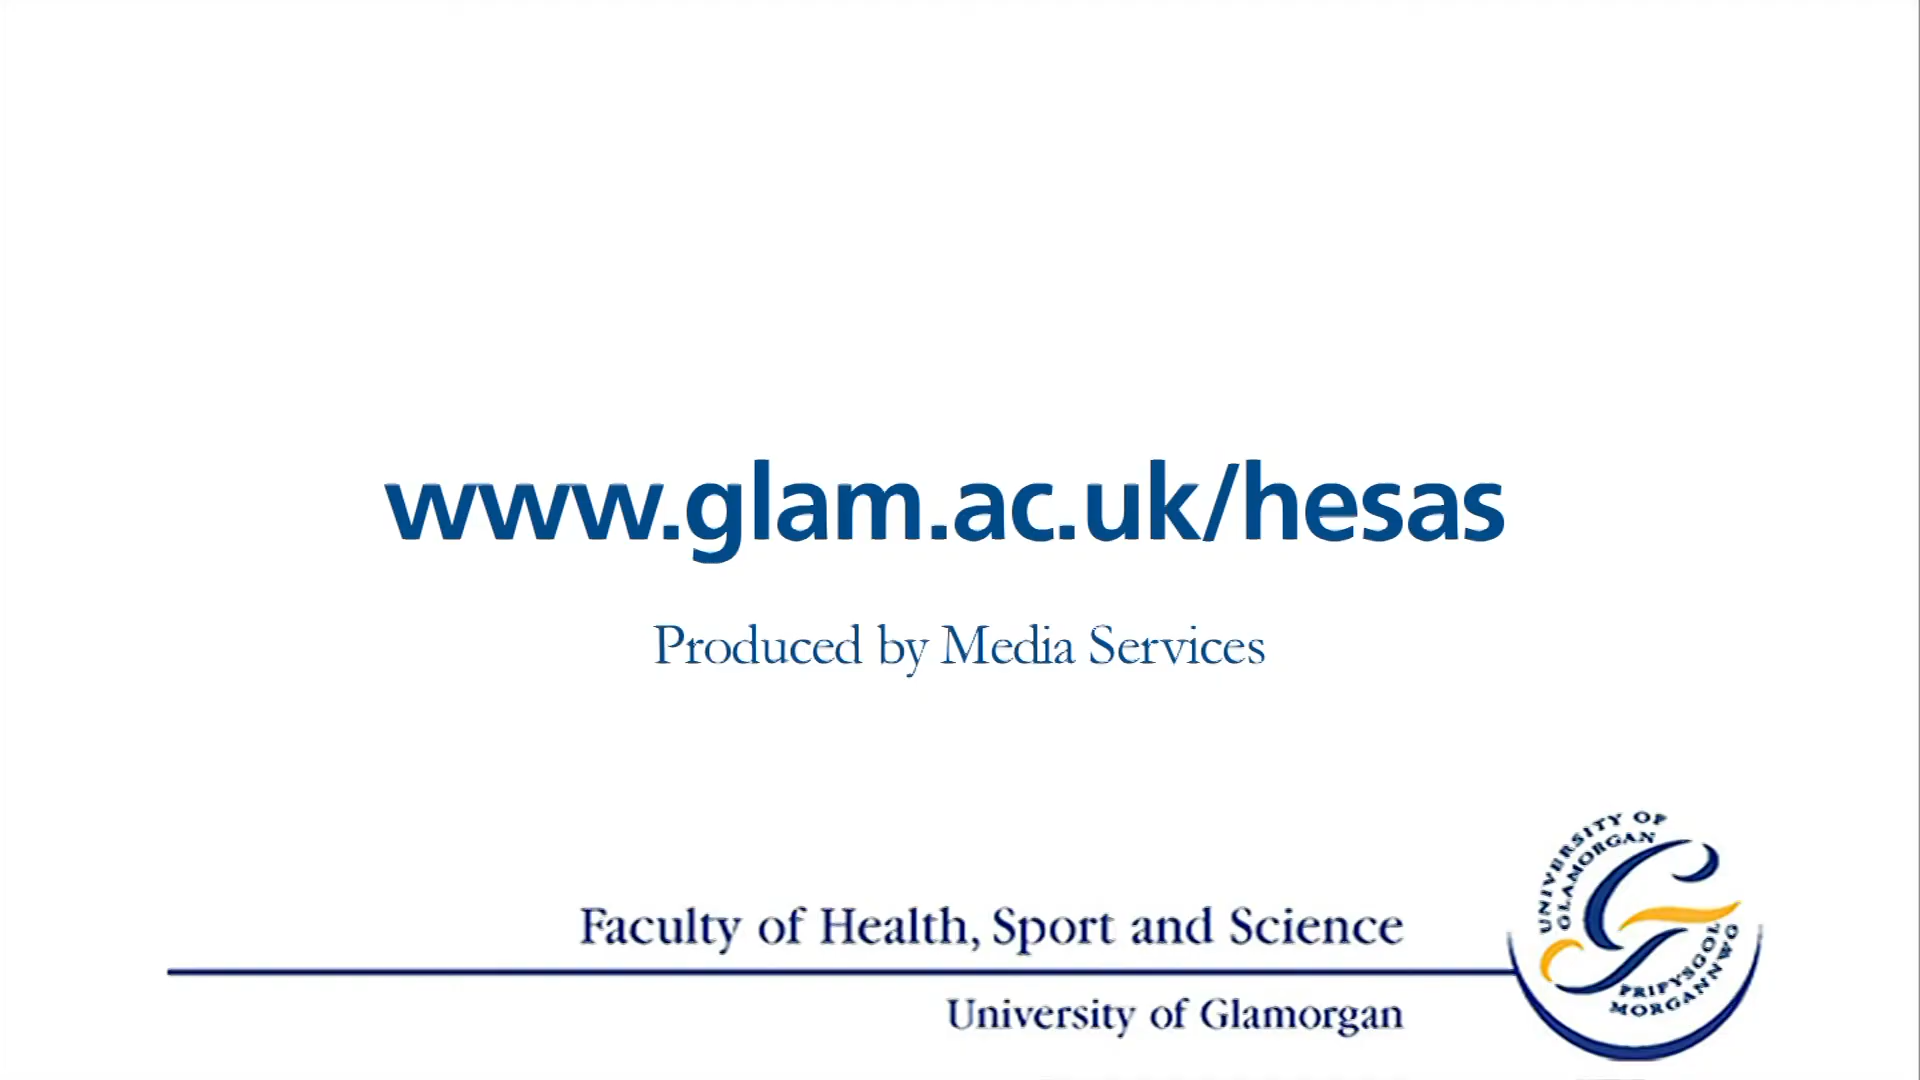 www.glam.ac.uk/hesas
Produced by Media Services
Faculty of Health, Sport and Science
University of Glamorgan
UNIVERSITY OF
GLAMORGAN
PRIFYSGOL
MORGANNWG